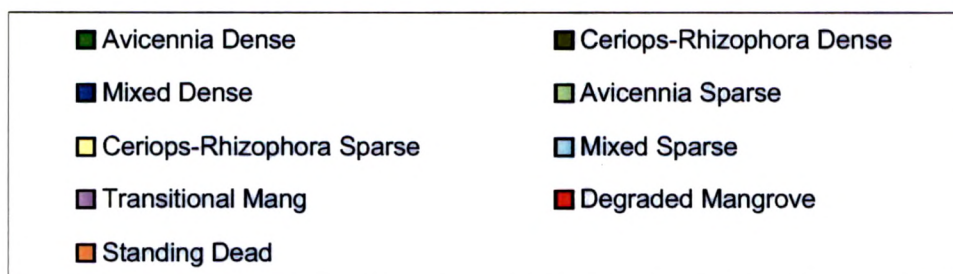 Avicennia Dense
Ceriops-Rhizophora Dense
Mixed Dense
Avicennia Sparse
Ceriops-Rhizophora Sparse
Mixed Sparse
Transitional Mang
Degraded Mangrove
Standing Dead